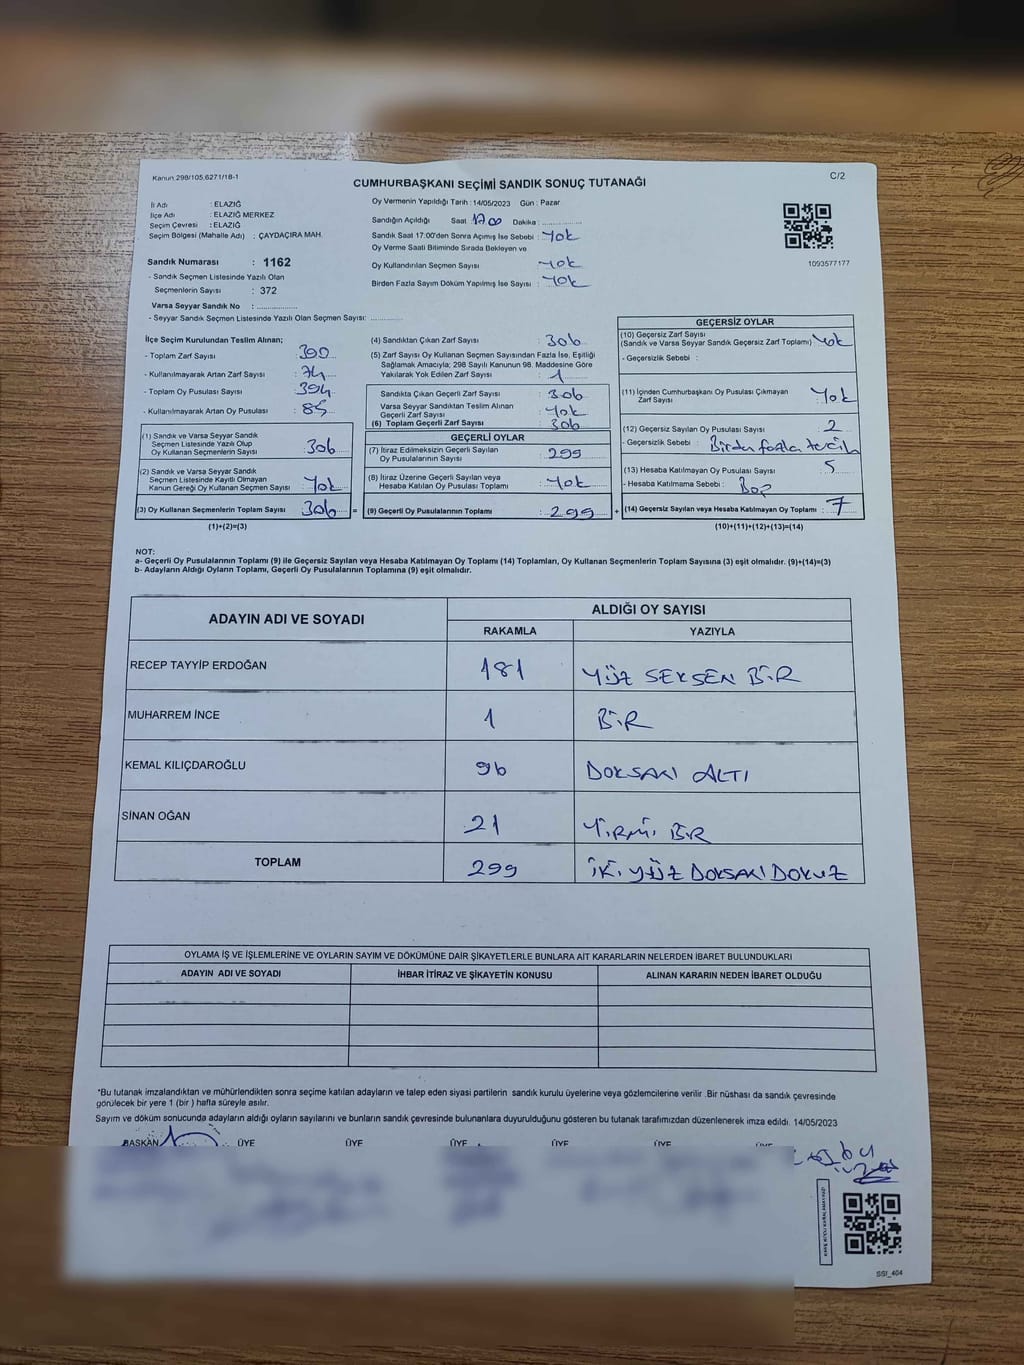 Kanun 298/105,6271/18-1
C/2
CUMHURBAŞKANI SEÇİMİ SANDIK SONUÇ TUTANAĞI
İl Adı : ELAZIĞ
İlçe Adı : ELAZIĞ MERKEZ
Seçim Çevresi : ELAZIĞ
Seçim Bölgesi (Mahalle Adı) : ÇAYDAÇIRA MAH.
Sandık Numarası : 1162
- Sandık Seçmen Listesinde Yazılı Olan
Seçmenlerin Sayısı : 372
Varsa Seyyar Sandık No : ................
- Seyyar Sandık Seçmen Listesinde Yazılı Olan Seçmen Sayısı: ............
Oy Vermenin Yapıldığı Tarih : 14/05/2023 Gün : Pazar
Sandığın Açıldığı Saat 17.00 Dakika : ................
Sandık Saat 17:00'den Sonra Açımış İse Sebebi : Yok
Oy Verme Saati Bitiminde Sırada Bekleyen ve
Oy Kullandırılan Seçmen Sayısı : Yok
Birden Fazla Sayım Döküm Yapılmış İse Sayısı : Yok
1093577177
İlçe Seçim Kurulundan Teslim Alınan;
- Toplam Zarf Sayısı : 390
- Kullanılmayarak Artan Zarf Sayısı : 74
- Toplam Oy Pusulası Sayısı : 394
- Kullanılmayarak Artan Oy Pusulası : 85
(1) Sandık ve Varsa Seyyar Sandık
Seçmen Listesinde Yazılı Olup
Oy Kullanan Seçmenlerin Sayısı : 306
(2) Sandık ve Varsa Seyyar Sandık
Seçmen Listesinde Kayıtlı Olmayan
Kanun Gereği Oy Kullanan Seçmen Sayısı : Yok
(3) Oy Kullanan Seçmenlerin Toplam Sayısı : 306
(1)+(2)=(3)
(4) Sandıktan Çıkan Zarf Sayısı : 306
(5) Zarf Sayısı Oy Kullanan Seçmen Sayısından Fazla İse, Eşitliği
Sağlamak Amacıyla; 298 Sayılı Kanunun 98. Maddesine Göre
Yakılarak Yok Edilen Zarf Sayısı : 1
Sandıkta Çıkan Geçerli Zarf Sayısı : 306
Varsa Seyyar Sandıktan Teslim Alınan
Geçerli Zarf Sayısı : Yok
(6) Toplam Geçerli Zarf Sayısı : 306
GEÇERLİ OYLAR
(7) İtiraz Edilmeksizin Geçerli Sayılan
Oy Pusulalarının Sayısı : 299
(8) İtiraz Üzerine Geçerli Sayılan veya
Hesaba Katılan Oy Pusulası Toplamı : Yok
= (9) Geçerli Oy Pusulalarının Toplamı : 299 +
GEÇERSİZ OYLAR
(10) Geçersiz Zarf Sayısı
(Sandık ve Varsa Seyyar Sandık Geçersiz Zarf Toplamı) Yok
- Geçersizlik Sebebi :
(11) İçinden Cumhurbaşkanı Oy Pusulası Çıkmayan
Zarf Sayısı : Yok
(12) Geçersiz Sayılan Oy Pusulası Sayısı : 2
- Geçersizlik Sebebi : Birden fazla tercih
(13) Hesaba Katılmayan Oy Pusulası Sayısı : 5
- Hesaba Katılmama Sebebi : Boş
(14) Geçersiz Sayılan veya Hesaba Katılmayan Oy Toplamı : 7
(10)+(11)+(12)+(13)=(14)
NOT:
a- Geçerli Oy Pusulalarının Toplamı (9) ile Geçersiz Sayılan veya Hesaba Katılmayan Oy Toplamı (14) Toplamları, Oy Kullanan Seçmenlerin Toplam Sayısına (3) eşit olmalıdır. (9)+(14)=(3)
b- Adayların Aldığı Oyların Toplamı, Geçerli Oy Pusulalarının Toplamına (9) eşit olmalıdır.
ADAYIN ADI VE SOYADI ALDIĞI OY SAYISI
RAKAMLA YAZIYLA
RECEP TAYYİP ERDOĞAN 181 YÜZ SEKSEN BİR
MUHARREM İNCE 1 BİR
KEMAL KILIÇDAROĞLU 96 DOKSAN ALTI
SİNAN OĞAN 21 YİRMİ BİR
TOPLAM 299 İKİ YÜZ DOKSAN DOKUZ
OYLAMA İŞ VE İŞLEMLERİNE VE OYLARIN SAYIM VE DÖKÜMÜNE DAİR ŞİKAYETLERLE BUNLARA AİT KARARLARIN NELERDEN İBARET BULUNDUKLARI
ADAYIN ADI VE SOYADI İHBAR İTİRAZ VE ŞİKAYETİN KONUSU ALINAN KARARIN NEDEN İBARET OLDUĞU
*Bu tutanak imzalandıktan ve mühürlendikten sonra seçime katılan adayların ve talep eden siyasi partilerin sandık kurulu üyelerine veya gözlemcilerine verilir .Bir nüshası da sandık çevresinde
görülecek bir yere 1 (bir ) hafta süreyle asılır.
Sayım ve döküm sonucunda adayların aldığı oyların sayılarını ve bunların sandık çevresinde bulunanlara duyurulduğunu gösteren bu tutanak tarafımızdan düzenlenerek imza edildi. 14/05/2023
BAŞKAN ÜYE ÜYE ÜYE ÜYE ÜYE
SSI_404